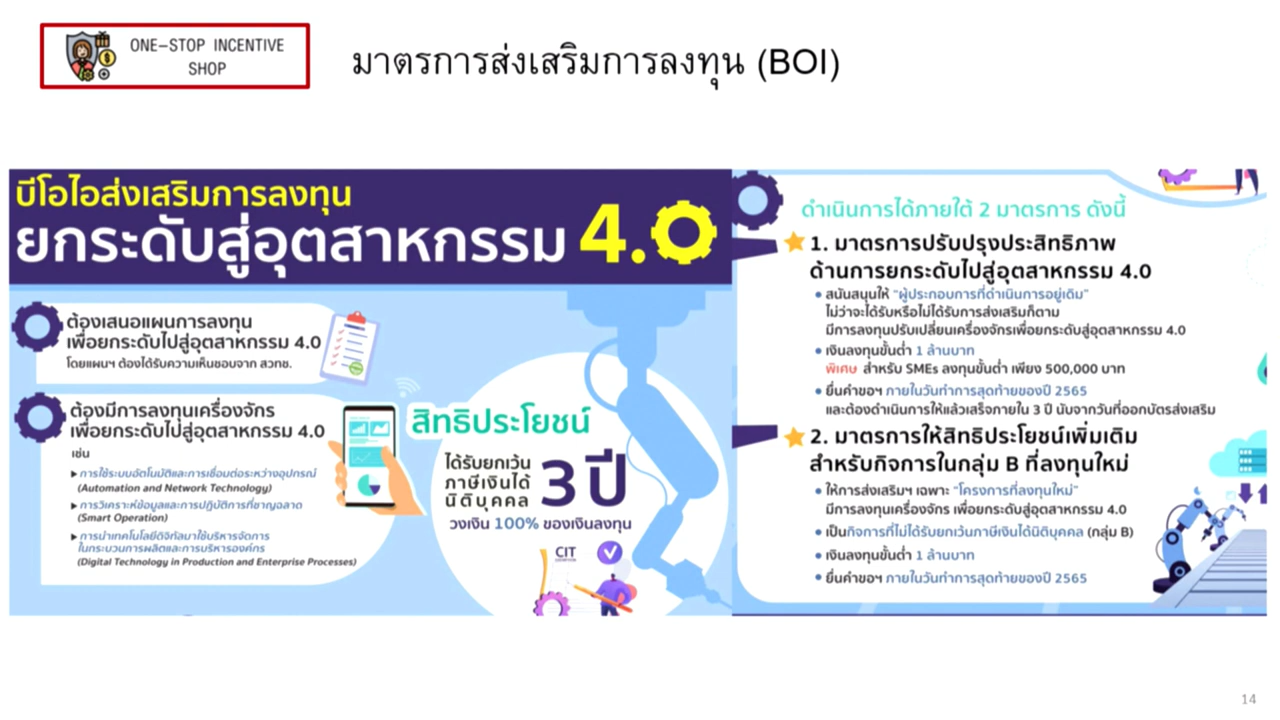 ONE-STOP INCENTIVE
SHOP
มาตรการส่งเสริมการลงทุน (BOI)
บีโอไอส่งเสริมการลงทุน
ยกระดับสู่อุตสาหกรรม 4.0
ต้องเสนอแผนการลงทุน
เพื่อยกระดับไปสู่อุตสาหกรรม 4.0
โดยแผนฯ ต้องได้รับความเห็นชอบจาก สวทช.
ต้องมีการลงทุนเครื่องจักร
เพื่อยกระดับไปสู่อุตสาหกรรม 4.0
เช่น
การใช้ระบบอัตโนมัติและการเชื่อมต่อระหว่างอุปกรณ์
(Automation and Network Technology)
การวิเคราะห์ข้อมูลและการปฏิบัติการที่ชาญฉลาด
(Smart Operation)
การนำเทคโนโลยีดิจิทัลมาใช้บริหารจัดการ
ในกระบวนการผลิตและการบริหารองค์กร
(Digital Technology in Production and Enterprise Processes)
สิทธิประโยชน์
ได้รับยกเว้น
ภาษีเงินได้
นิติบุคคล
3 ปี
วงเงิน 100% ของเงินลงทุน
CIT
ดำเนินการได้ภายใต้ 2 มาตรการ ดังนี้
1. มาตรการปรับปรุงประสิทธิภาพ
ด้านการยกระดับไปสู่อุตสาหกรรม 4.0
• สนันสนุนให้ "ผู้ประกอบการที่ดำเนินการอยู่เดิม"
ไม่ว่าจะได้รับหรือไม่ได้รับการส่งเสริมก็ตาม
มีการลงทุนปรับเปลี่ยนเครื่องจักรเพื่อยกระดับสู่อุตสาหกรรม 4.0
• เงินลงทุนขั้นต่ำ 1 ล้านบาท
พิเศษ สำหรับ SMEs ลงทุนขั้นต่ำ เพียง 500,000 บาท
• ยื่นคำขอฯ ภายในวันทำการสุดท้ายของปี 2565
และต้องดำเนินการให้แล้วเสร็จภายใน 3 ปี นับจากวันที่ออกบัตรส่งเสริม
2. มาตรการให้สิทธิประโยชน์เพิ่มเติม
สำหรับกิจการในกลุ่ม B ที่ลงทุนใหม่
• ให้การส่งเสริมฯ เฉพาะ "โครงการที่ลงทุนใหม่"
มีการลงทุนเครื่องจักร เพื่อยกระดับสู่อุตสาหกรรม 4.0
• เป็นกิจการที่ไม่ได้รับยกเว้นภาษีเงินได้นิติบุคคล (กลุ่ม B)
• เงินลงทุนขั้นต่ำ 1 ล้านบาท
• ยื่นคำขอฯ ภายในวันทำการสุดท้ายของปี 2565
14